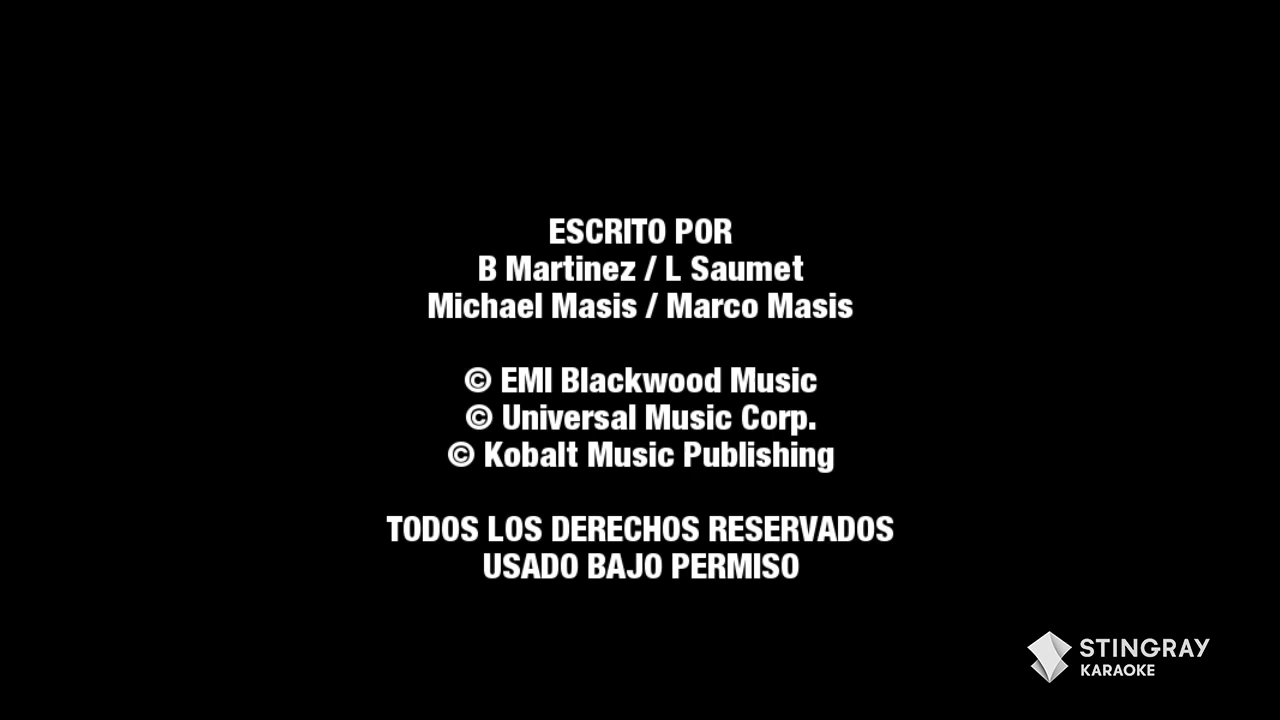 ESCRITO POR
B Martinez / L Saumet
Michael Masis / Marco Masis
© EMI Blackwood Music
© Universal Music Corp.
© Kobalt Music Publishing
TODOS LOS DERECHOS RESERVADOS
USADO BAJO PERMISO
STINGRAY
KARAOKE